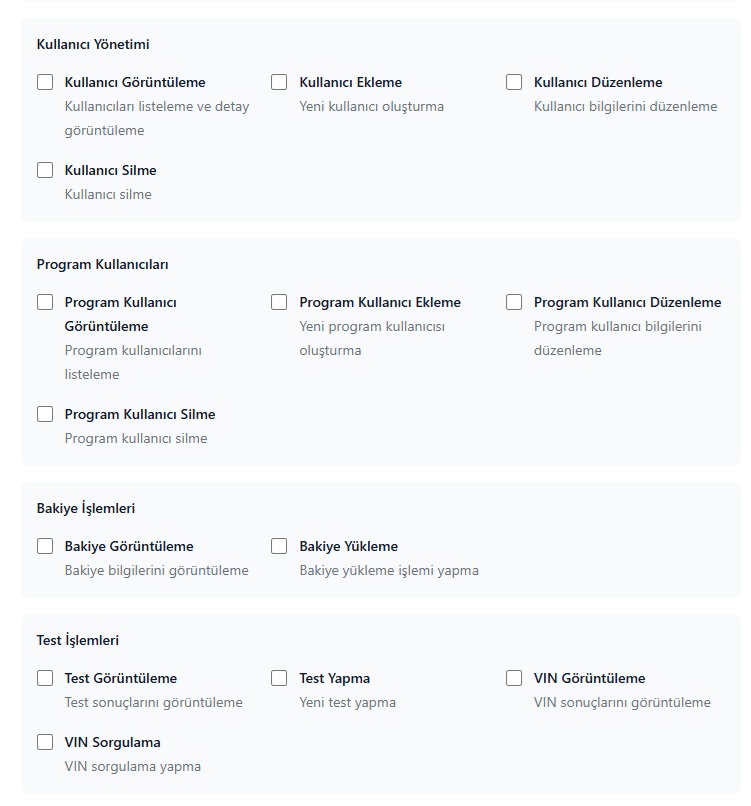 Kullanıcı Yönetimi
Kullanıcı Görüntüleme
Kullanıcıları listeleme ve detay
görüntüleme
Kullanıcı Ekleme
Yeni kullanıcı oluşturma
Kullanıcı Düzenleme
Kullanıcı bilgilerini düzenleme
Kullanıcı Silme
Kullanıcı silme
Program Kullanıcıları
Program Kullanıcı
Görüntüleme
Program kullanıcılarını
listeleme
Program Kullanıcı Ekleme
Yeni program kullanıcısı
oluşturma
Program Kullanıcı Düzenleme
Program kullanıcı bilgilerini
düzenleme
Program Kullanıcı Silme
Program kullanıcı silme
Bakiye İşlemleri
Bakiye Görüntüleme
Bakiye bilgilerini görüntüleme
Bakiye Yükleme
Bakiye yükleme işlemi yapma
Test İşlemleri
Test Görüntüleme
Test sonuçlarını görüntüleme
Test Yapma
Yeni test yapma
VIN Görüntüleme
VIN sonuçlarını görüntüleme
VIN Sorgulama
VIN sorgulama yapma